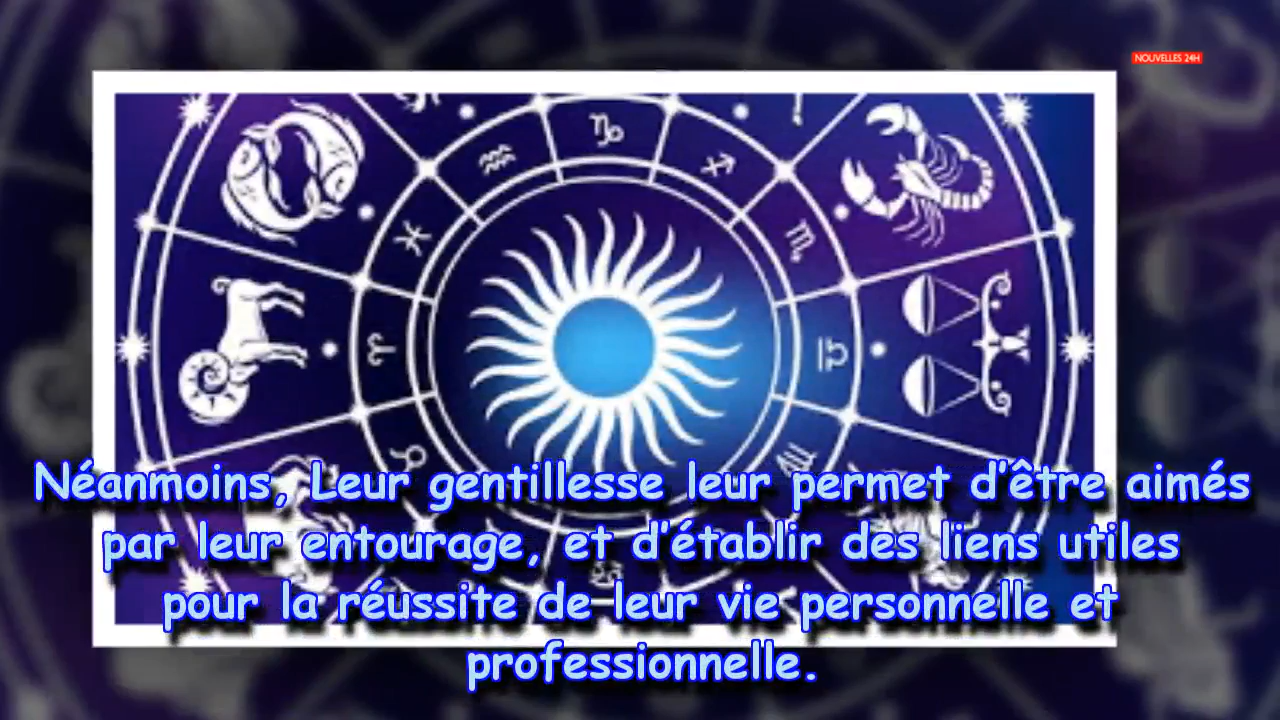 NOUVELLES 24H
Néanmoins, Leur gentillesse leur permet d'être aimés
par leur entourage, et d'établir des liens utiles
pour la réussite de leur vie personnelle et
professionnelle.